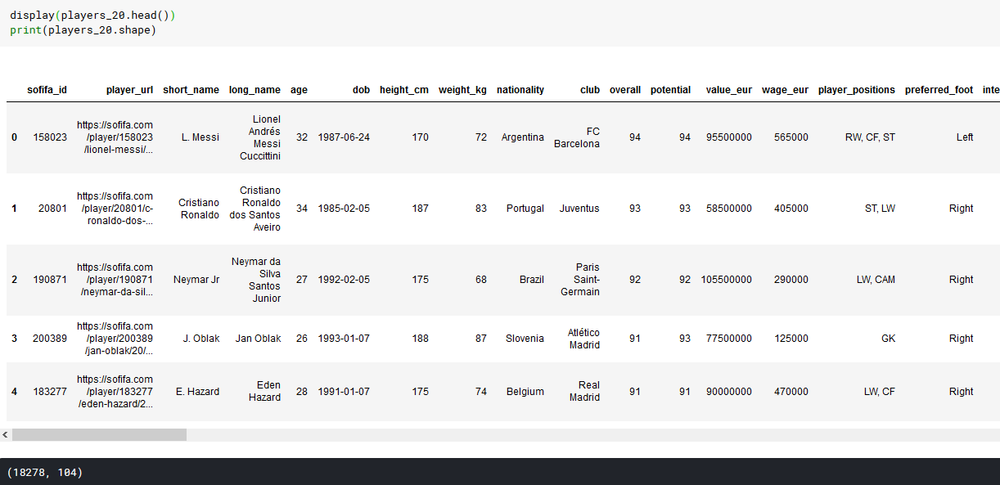 display(players_20.head())
print(players_20.shape)
sofifa_id player_url short_name long_name age dob height_cm weight_kg nationality club overall potential value_eur wage_eur player_positions preferred_foot inte
0 158023 https://sofifa.com /player/158023 /lionel-messi/... L. Messi Lionel Andrés Messi Cuccittini 32 1987-06-24 170 72 Argentina FC Barcelona 94 94 95500000 565000 RW, CF, ST Left
1 20801 https://sofifa.com /player/20801/c- ronaldo-dos-... Cristiano Ronaldo Cristiano Ronaldo dos Santos Aveiro 34 1985-02-05 187 83 Portugal Juventus 93 93 58500000 405000 ST, LW Right
2 190871 https://sofifa.com /player/190871 /neymar-da-sil... Neymar Jr Neymar da Silva Santos Junior 27 1992-02-05 175 68 Brazil Paris Saint- Germain 92 92 105500000 290000 LW, CAM Right
3 200389 https://sofifa.com /player/200389 /jan-oblak/20/... J. Oblak Jan Oblak 26 1993-01-07 188 87 Slovenia Atlético Madrid 91 93 77500000 125000 GK Right
4 183277 https://sofifa.com /player/183277 /eden-hazard/2... E. Hazard Eden Hazard 28 1991-01-07 175 74 Belgium Real Madrid 91 91 90000000 470000 LW, CF Right
(18278, 104)